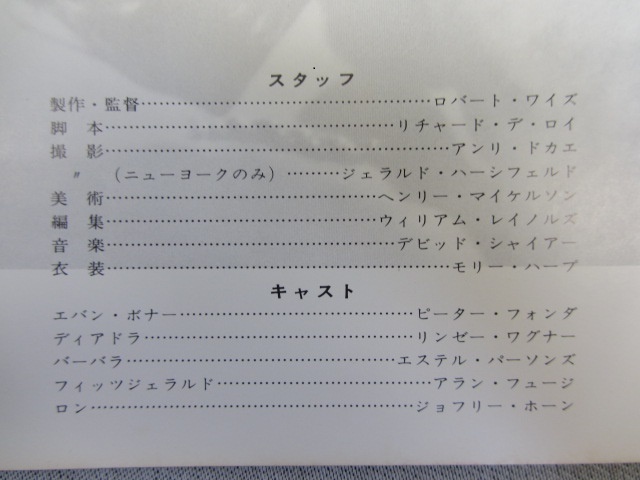 スタッフ
製作・監督…………………………………ロバート・ワイズ
脚　本…………………………………リチャード・デ・ロイ
撮　影………………………………………アンリ・ドカエ
〃　（ニューヨークのみ）………ジェラルド・ハーシフェルド
美　術………………………………ヘンリー・マイケルソン
編　集………………………………ウィリアム・レイノルズ
音　楽…………………………………デビッド・シャイアー
衣　装………………………………………モリー・ハープ
キャスト
エバン・ボナー…………………………ピーター・フォンダ
ディアドラ………………………………リンゼー・ワグナー
バーバラ………………………………エステル・パーソンズ
フィッツジェラルド………………………アラン・フュージ
ロン……………………………………ジョフリー・ホーン